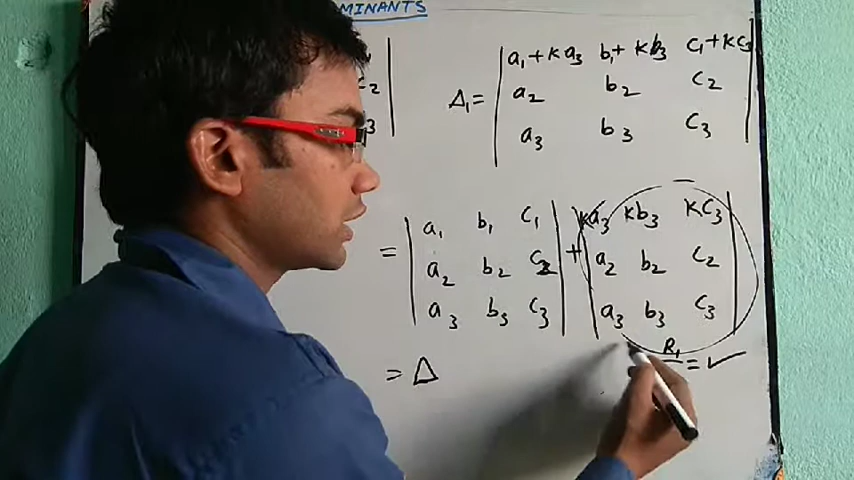 MINANTS
c₂
Δ₁ = | a₁+ka₃ b₁+kb₃ c₁+kc₃ |
| a₂ b₂ c₂ |
| a₃ b₃ c₃ |
= | a₁ b₁ c₁ | + | ka₃ kb₃ kc₃ |
| a₂ b₂ c₂ | | a₂ b₂ c₂ |
| a₃ b₃ c₃ | | a₃ b₃ c₃ |
R₁ = ✓
= Δ